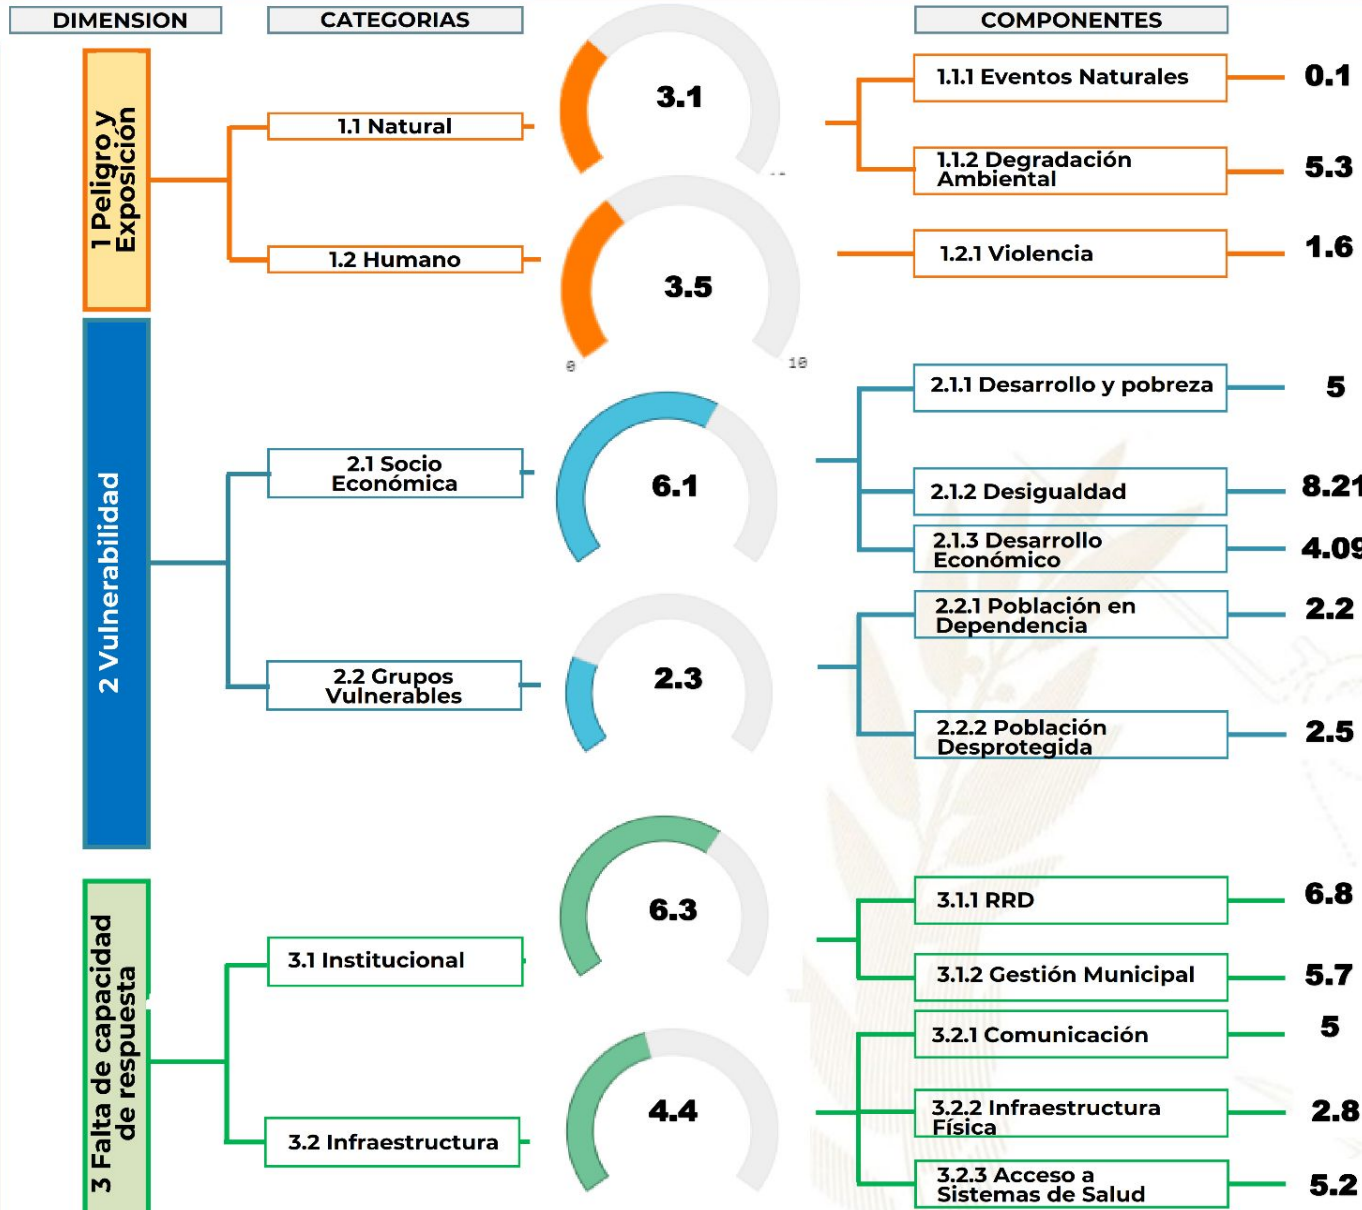 DIMENSION
CATEGORIAS
COMPONENTES
1 Peligro y
Exposición
1.1 Natural
3.1
1.1.1 Eventos Naturales
0.1
1.1.2 Degradación
Ambiental
5.3
1.2 Humano
3.5
0
10
1.2.1 Violencia
1.6
2 Vulnerabilidad
2.1 Socio
Económica
6.1
2.1.1 Desarrollo y pobreza
5
2.1.2 Desigualdad
8.21
2.1.3 Desarrollo
Económico
4.09
2.2 Grupos
Vulnerables
2.3
2.2.1 Población en
Dependencia
2.2
2.2.2 Población
Desprotegida
2.5
3 Falta de capacidad
de respuesta
3.1 Institucional
6.3
3.1.1 RRD
6.8
3.1.2 Gestión Municipal
5.7
3.2 Infraestructura
4.4
3.2.1 Comunicación
5
3.2.2 Infraestructura
Física
2.8
3.2.3 Acceso a
Sistemas de Salud
5.2